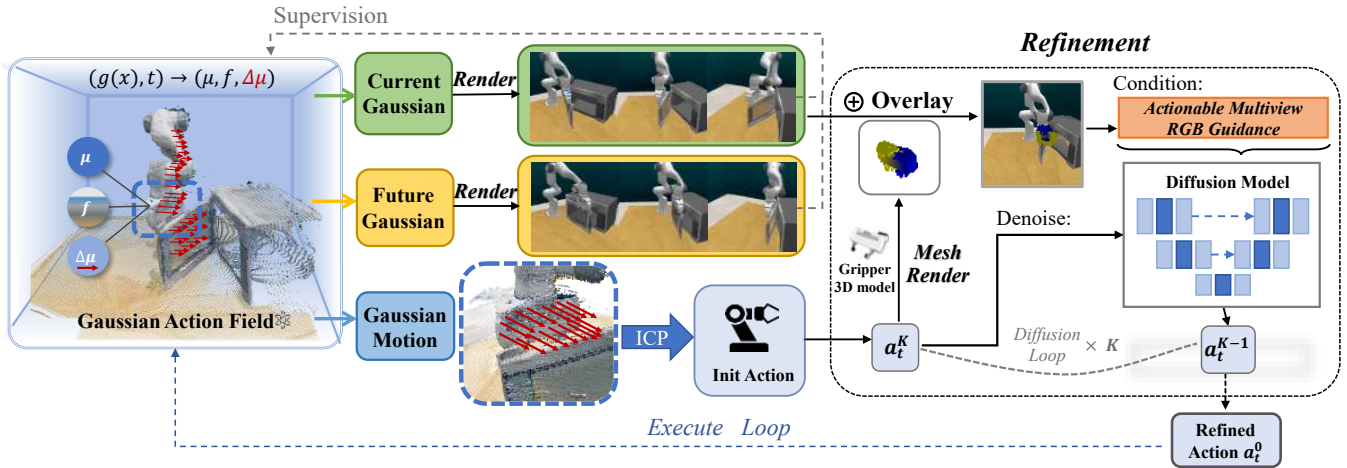 Supervision
Refinement
(g(x), t) → (μ, f, Δμ)
μ
f
Δμ
Gaussian Action Field
Current
Gaussian
Render
Future
Gaussian
Render
Gaussian
Motion
ICP
Init Action
⊕ Overlay
Condition:
Actionable Multiview
RGB Guidance
Diffusion Model
Denoise:
Gripper
3D model
Mesh
Render
a_t^K
Diffusion
Loop × K
a_t^{K-1}
Execute Loop
Refined
Action a_t^0